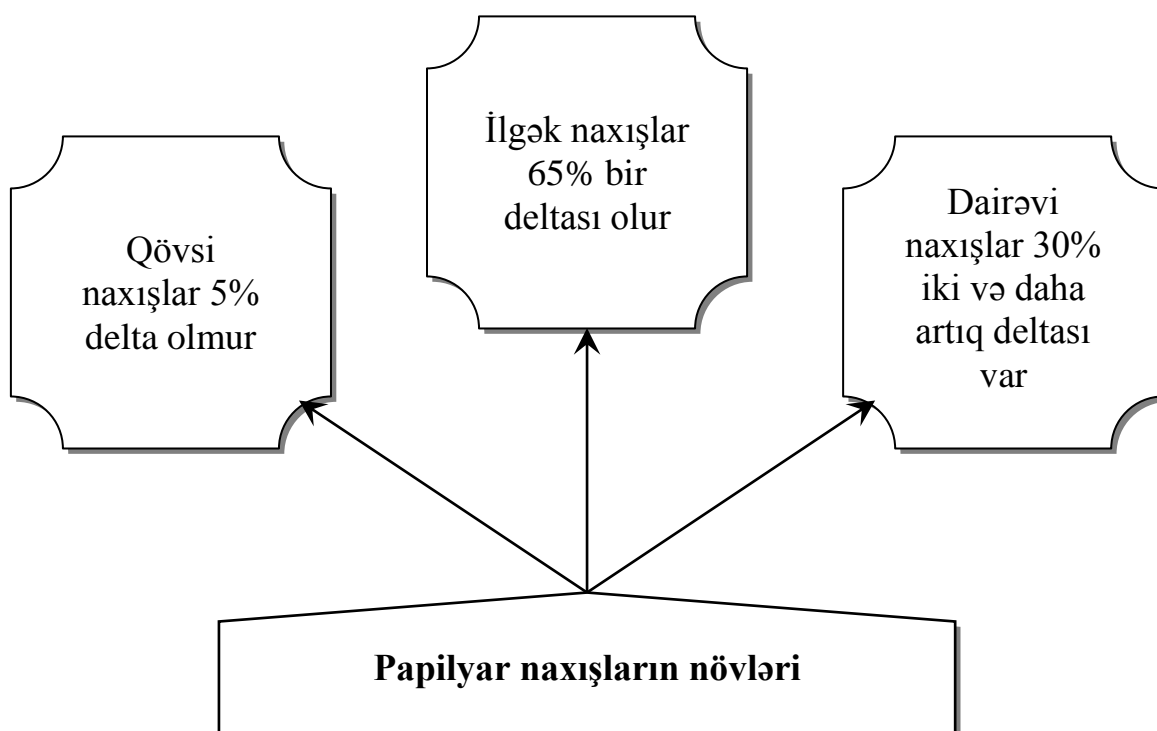 Qövsi
naxışlar 5%
delta olmur
İlgək naxışlar
65% bir
deltası olur
Dairəvi
naxışlar 30%
iki və daha
artıq deltası
var
Papilyar naxışların növləri